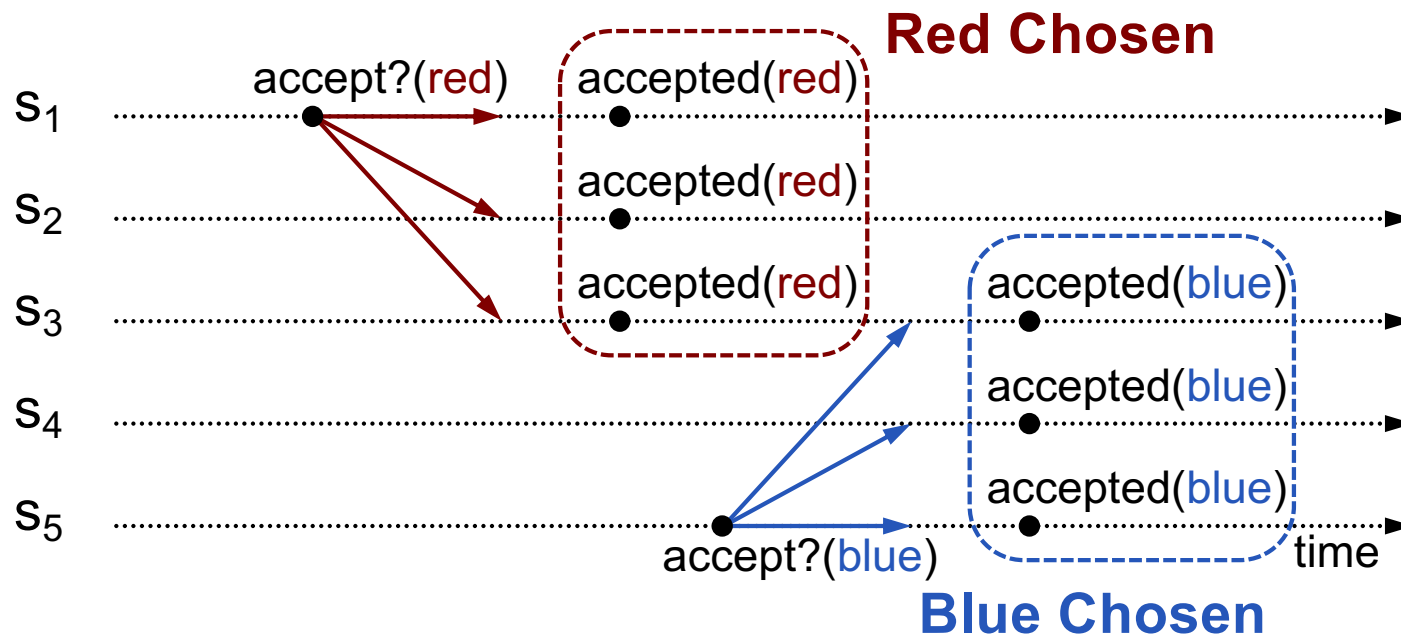 Red Chosen
accept?(red)
accepted(red)
s1
accepted(red)
s2
accepted(red)
accepted(blue)
s3
accepted(blue)
s4
accepted(blue)
s5
accept?(blue)
time
Blue Chosen